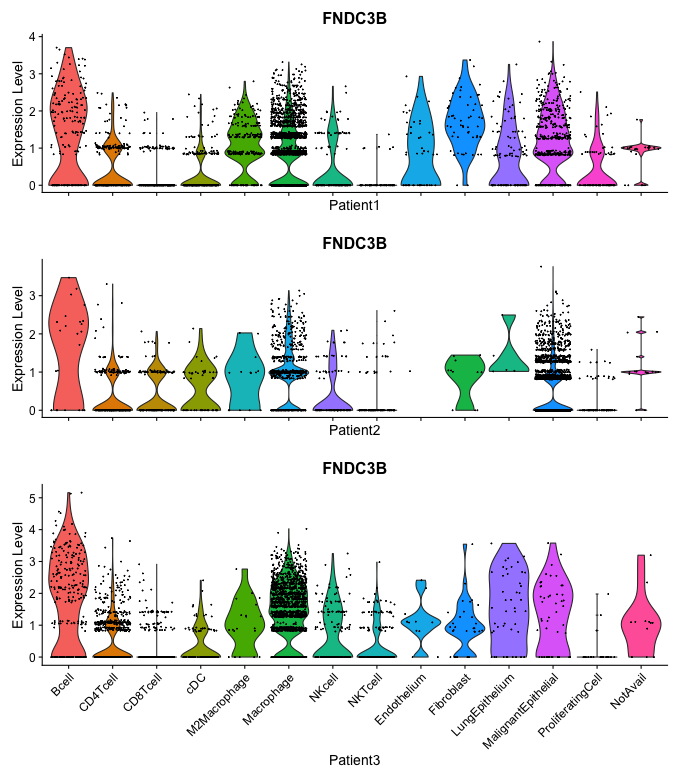 FNDC3B
4
3
2
1
0
Expression Level
Patient1
FNDC3B
3
2
1
0
Expression Level
Patient2
FNDC3B
5
4
3
2
1
0
Expression Level
Bcell
CD4Tcell
CD8Tcell
cDC
M2Macrophage
Macrophage
NKcell
NKTcell
Endothelium
Fibroblast
LungEpithelium
MalignantEpithelial
ProliferatingCell
NotAvail
Patient3